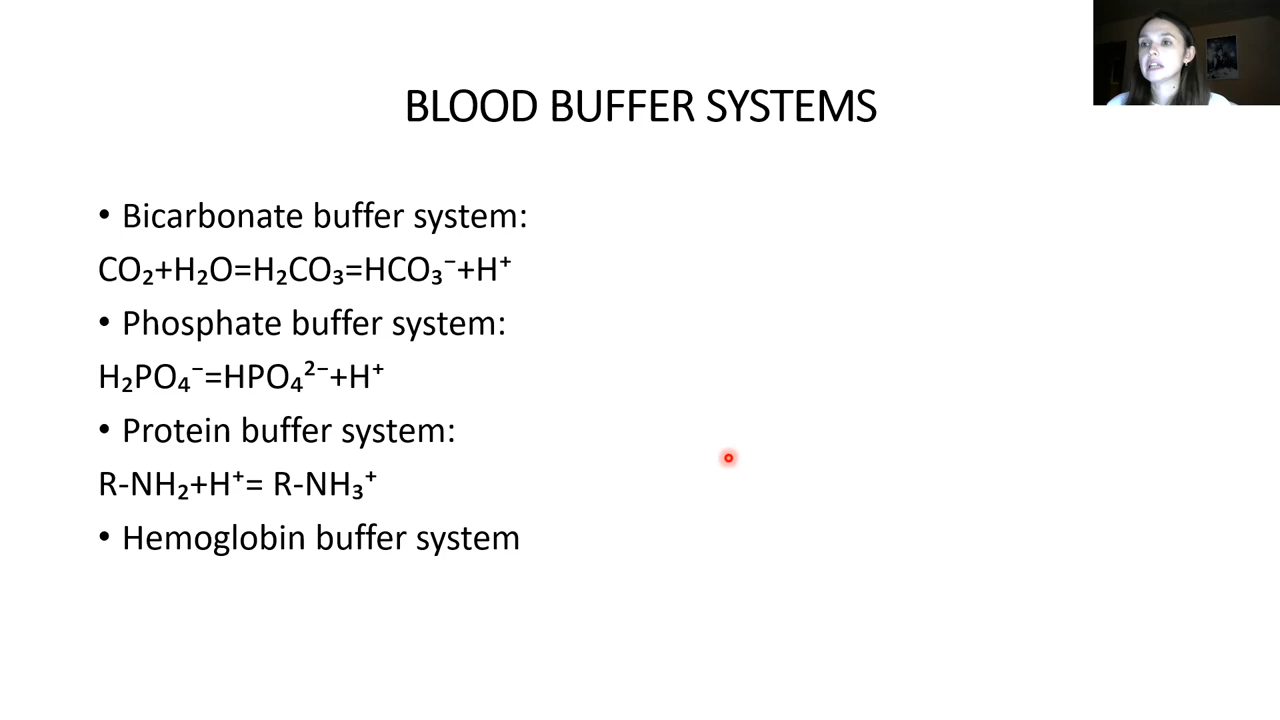 BLOOD BUFFER SYSTEMS
• Bicarbonate buffer system:
CO₂+H₂O=H₂CO₃=HCO₃⁻+H⁺
• Phosphate buffer system:
H₂PO₄⁻=HPO₄²⁻+H⁺
• Protein buffer system:
R-NH₂+H⁺= R-NH₃⁺
• Hemoglobin buffer system